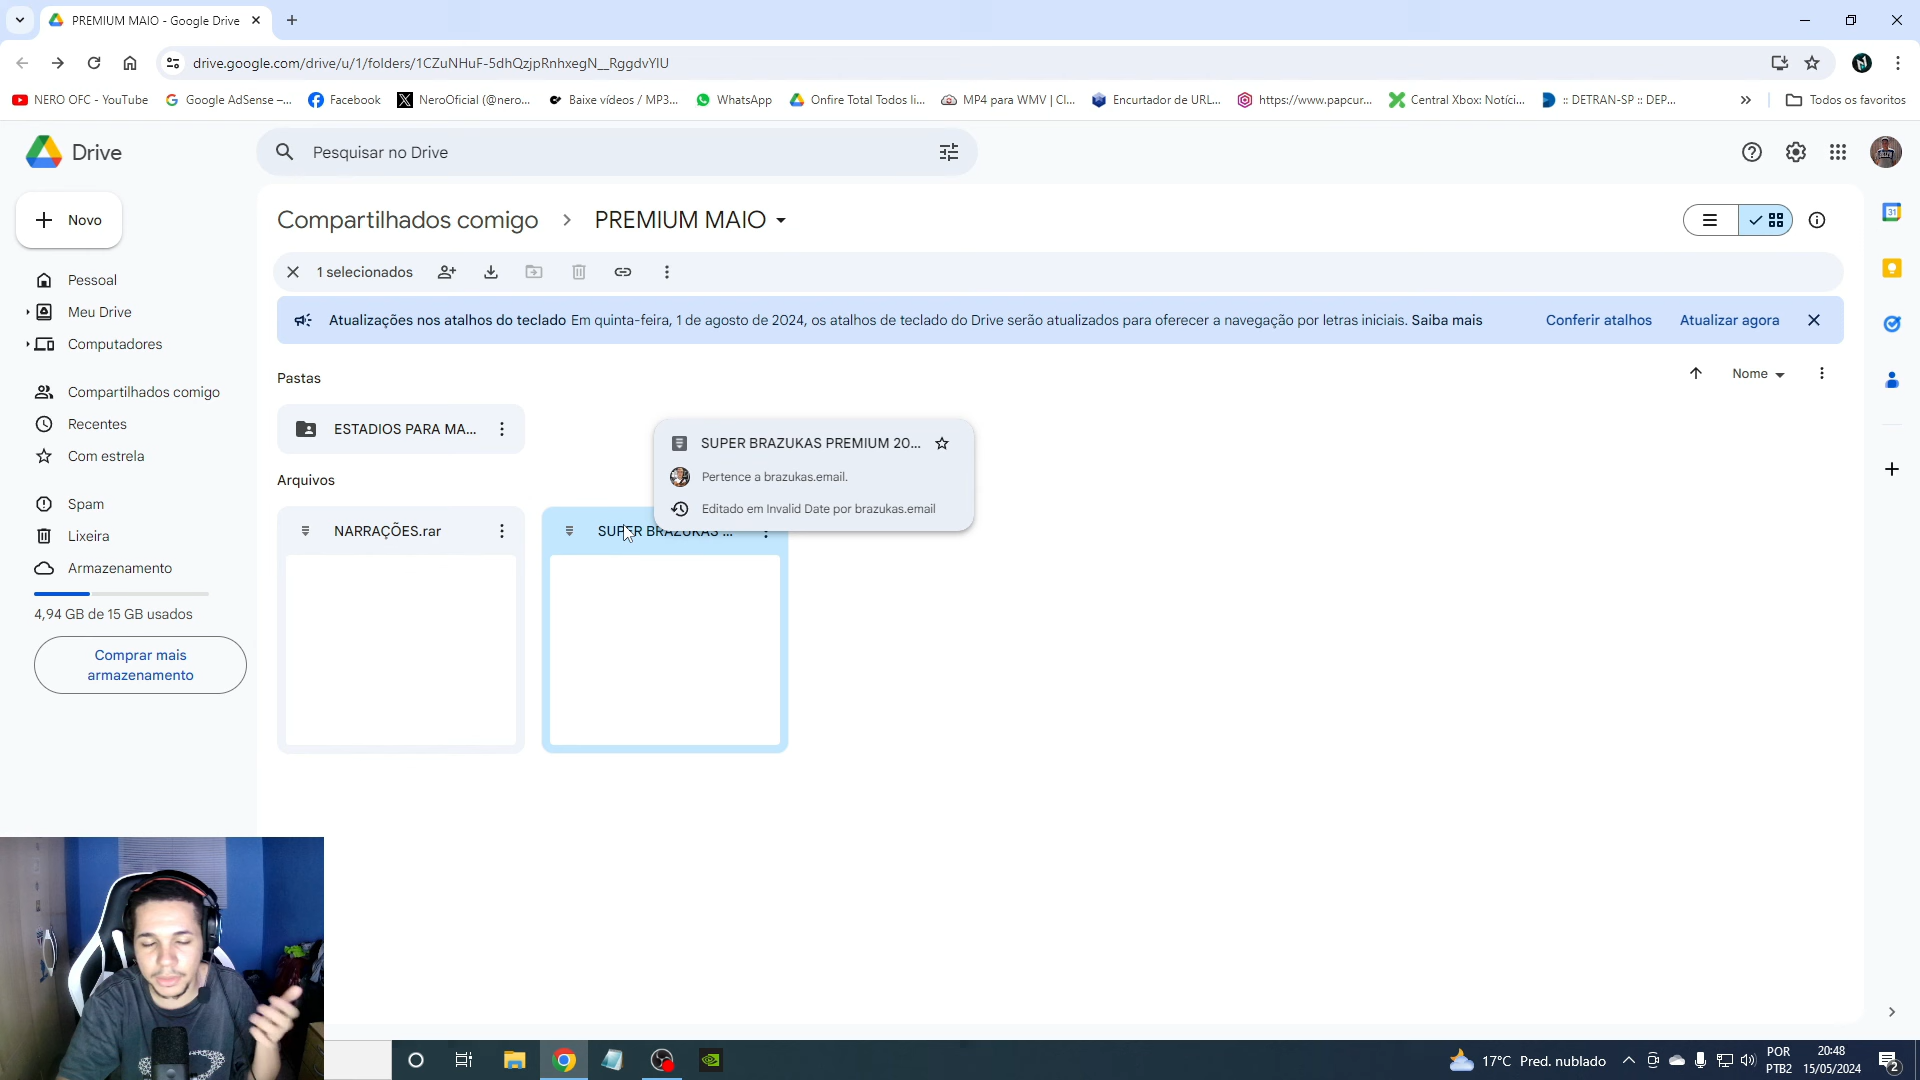 PREMIUM MAIO - Google Drive
drive.google.com/drive/u/1/folders/1CZuNHuF-5dhQzjpRnhxegN__RggdvYlU
NERO OFC - YouTube
Google AdSense –...
Facebook
NeroOficial (@nero...
Baixe vídeos / MP3...
WhatsApp
Onfire Total Todos li...
MP4 para WMV | Cl...
Encurtador de URL...
https://www.papcur...
Central Xbox: Notíci...
:: DETRAN-SP :: DEP...
Todos os favoritos
Drive
Pesquisar no Drive
Novo
Compartilhados comigo
PREMIUM MAIO
1 selecionados
Atualizações nos atalhos do teclado Em quinta-feira, 1 de agosto de 2024, os atalhos de teclado do Drive serão atualizados para oferecer a navegação por letras iniciais. Saiba mais
Conferir atalhos
Atualizar agora
Pessoal
Meu Drive
Computadores
Compartilhados comigo
Recentes
Com estrela
Spam
Lixeira
Armazenamento
4,94 GB de 15 GB usados
Comprar mais
armazenamento
Pastas
Nome
ESTADIOS PARA MA...
Arquivos
NARRAÇÕES.rar
SUPER BRAZUKAS ...
SUPER BRAZUKAS PREMIUM 20...
Pertence a brazukas.email.
Editado em Invalid Date por brazukas.email
31
17°C Pred. nublado
POR
PTB2
20:48
15/05/2024
2